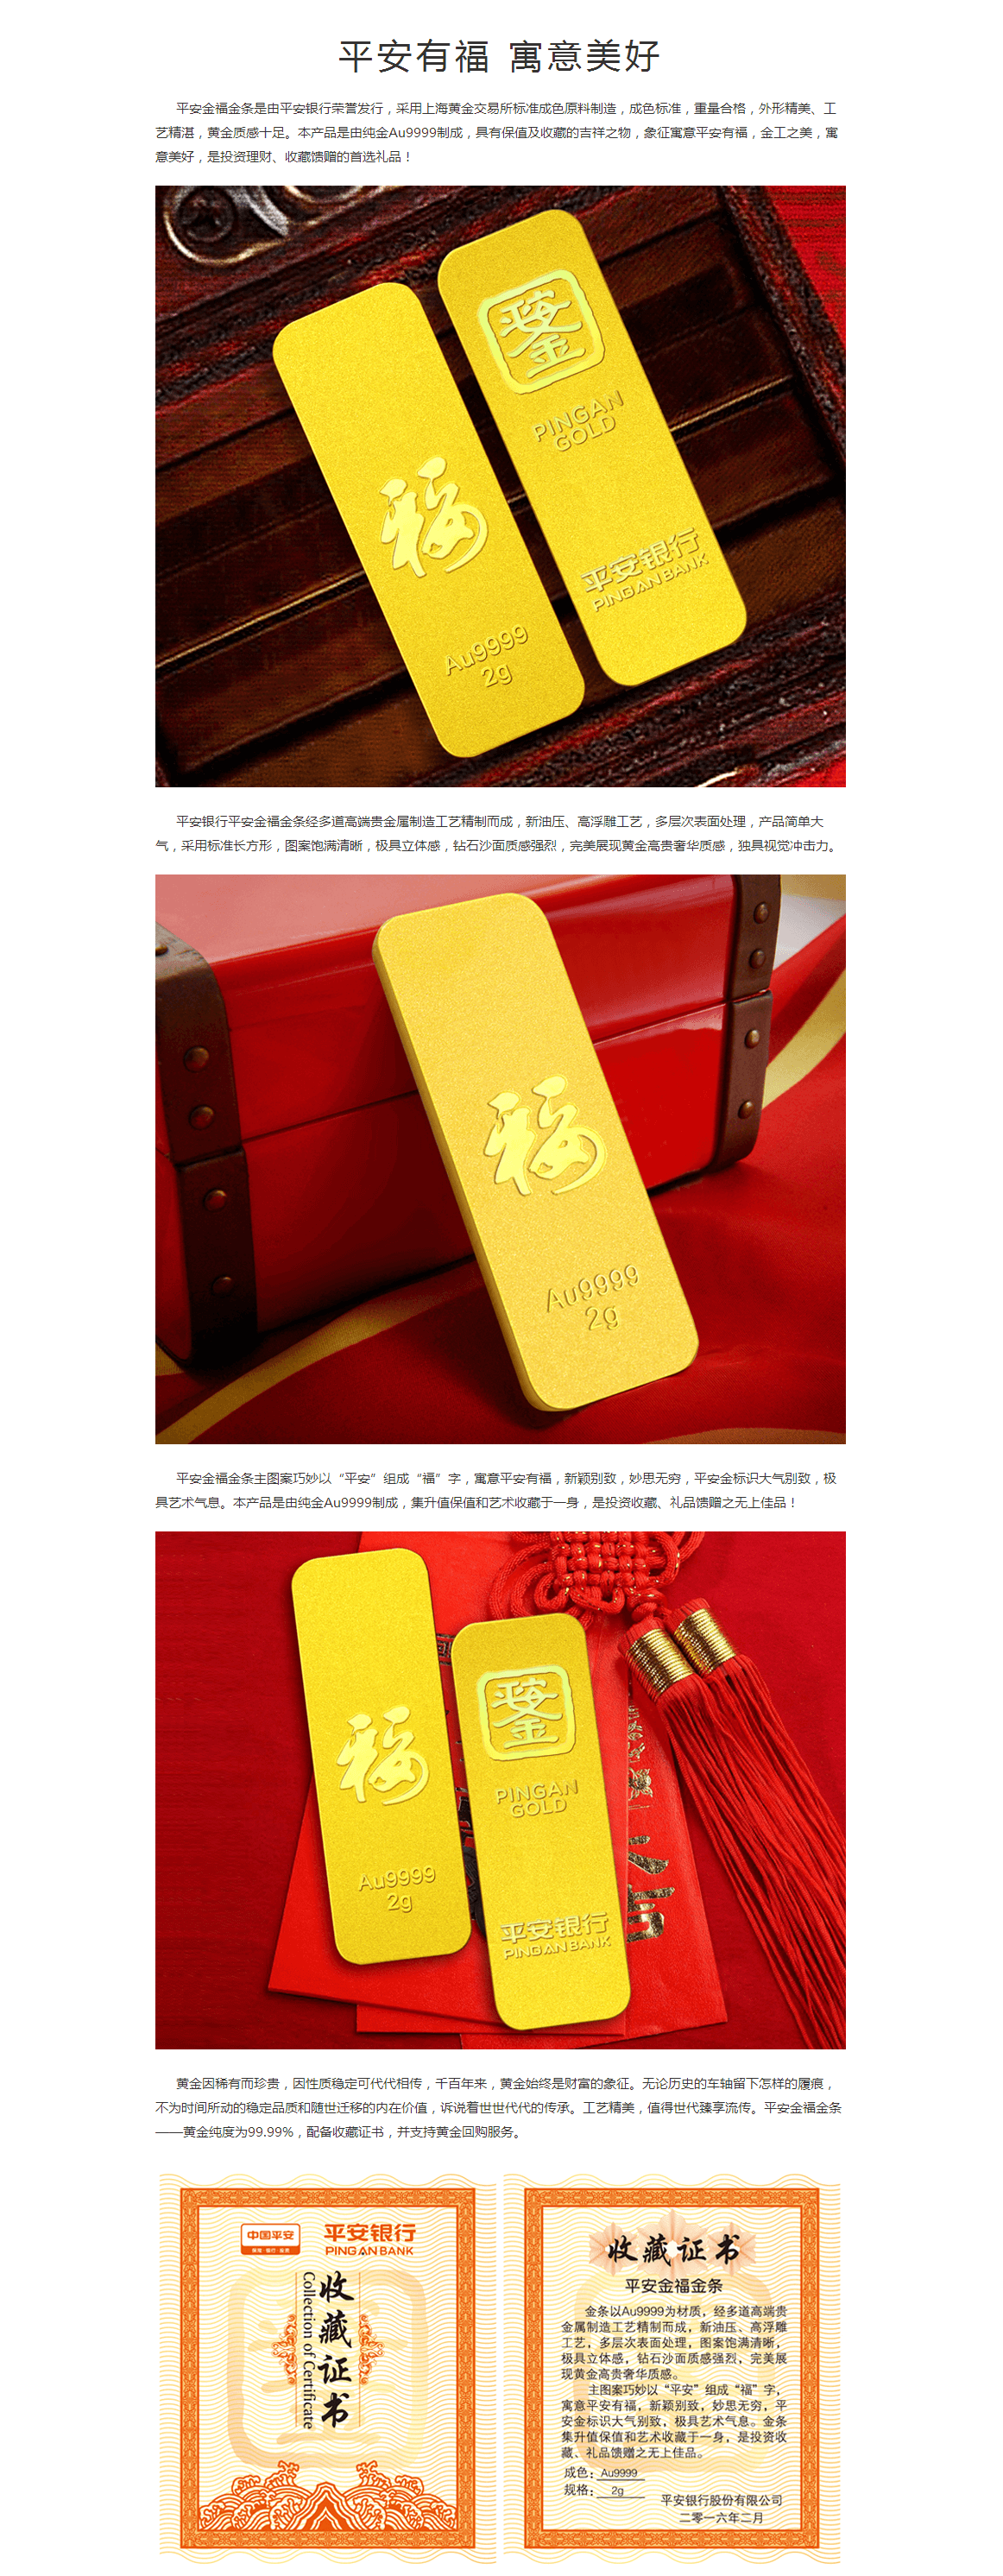 平安有福 寓意美好
平安金福金条是由平安银行荣誉发行，采用上海黄金交易所标准成色原料制造，成色标准，重量合格，外形精美、工
艺精湛，黄金质感十足。本产品是由纯金Au9999制成，具有保值及收藏的吉祥之物，象征寓意平安有福，金工之美，寓
意美好，是投资理财、收藏馈赠的首选礼品！
平安金
PINGAN
GOLD
福
平安银行
PINGAN BANK
Au9999
2g
平安银行平安金福金条经多道高端贵金属制造工艺精制而成，新油压、高浮雕工艺，多层次表面处理，产品简单大
气，采用标准长方形，图案饱满清晰，极具立体感，钻石沙面质感强烈，完美展现黄金高贵奢华质感，独具视觉冲击力。
福
Au9999
2g
平安金福金条主图案巧妙以“平安”组成“福”字，寓意平安有福，新颖别致，妙思无穷，平安金标识大气别致，极
具艺术气息。本产品是由纯金Au9999制成，集升值保值和艺术收藏于一身，是投资收藏、礼品馈赠之无上佳品！
平安金
福
PINGAN
GOLD
Au9999
2g
平安银行
PINGAN BANK
黄金因稀有而珍贵，因性质稳定可代代相传，千百年来，黄金始终是财富的象征。无论历史的车轴留下怎样的履痕，
不为时间所动的稳定品质和随世迁移的内在价值，诉说着世世代代的传承。工艺精美，值得世代臻享流传。平安金福金条
——黄金纯度为99.99%，配备收藏证书，并支持黄金回购服务。
中国平安
保险·银行·投资
平安银行
PINGAN BANK
收藏证书
Collection of Certificate
收藏证书
平安金福金条
金条以Au9999为材质，经多道高端贵
金属制造工艺精制而成，新油压、高浮雕
工艺，多层次表面处理，图案饱满清晰，
极具立体感，钻石沙面质感强烈，完美展
现黄金高贵奢华质感。
主图案巧妙以“平安”组成“福”字，
寓意平安有福，新颖别致，妙思无穷，平
安金标识大气别致，极具艺术气息。金条
集升值保值和艺术收藏于一身，是投资收
藏、礼品馈赠之无上佳品。
成色：Au9999
规格：2g
平安银行股份有限公司
二零一六年二月